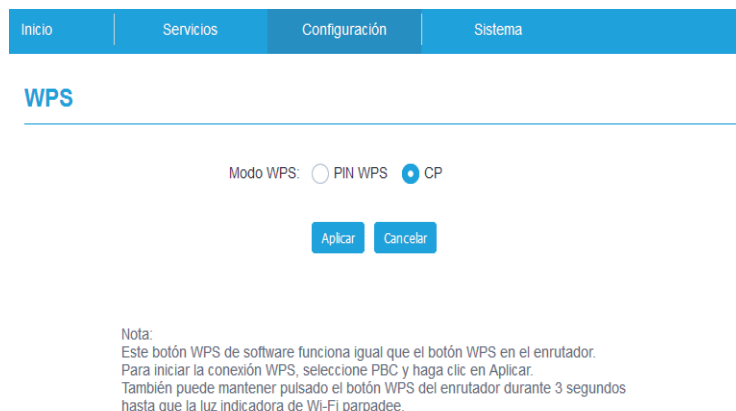 Inicio Servicios Configuración Sistema
WPS
Modo WPS: PIN WPS CP
Aplicar Cancelar
Nota:
Este botón WPS de software funciona igual que el botón WPS en el enrutador.
Para iniciar la conexión WPS, seleccione PBC y haga clic en Aplicar.
También puede mantener pulsado el botón WPS del enrutador durante 3 segundos
hasta que la luz indicadora de Wi-Fi parpadee.